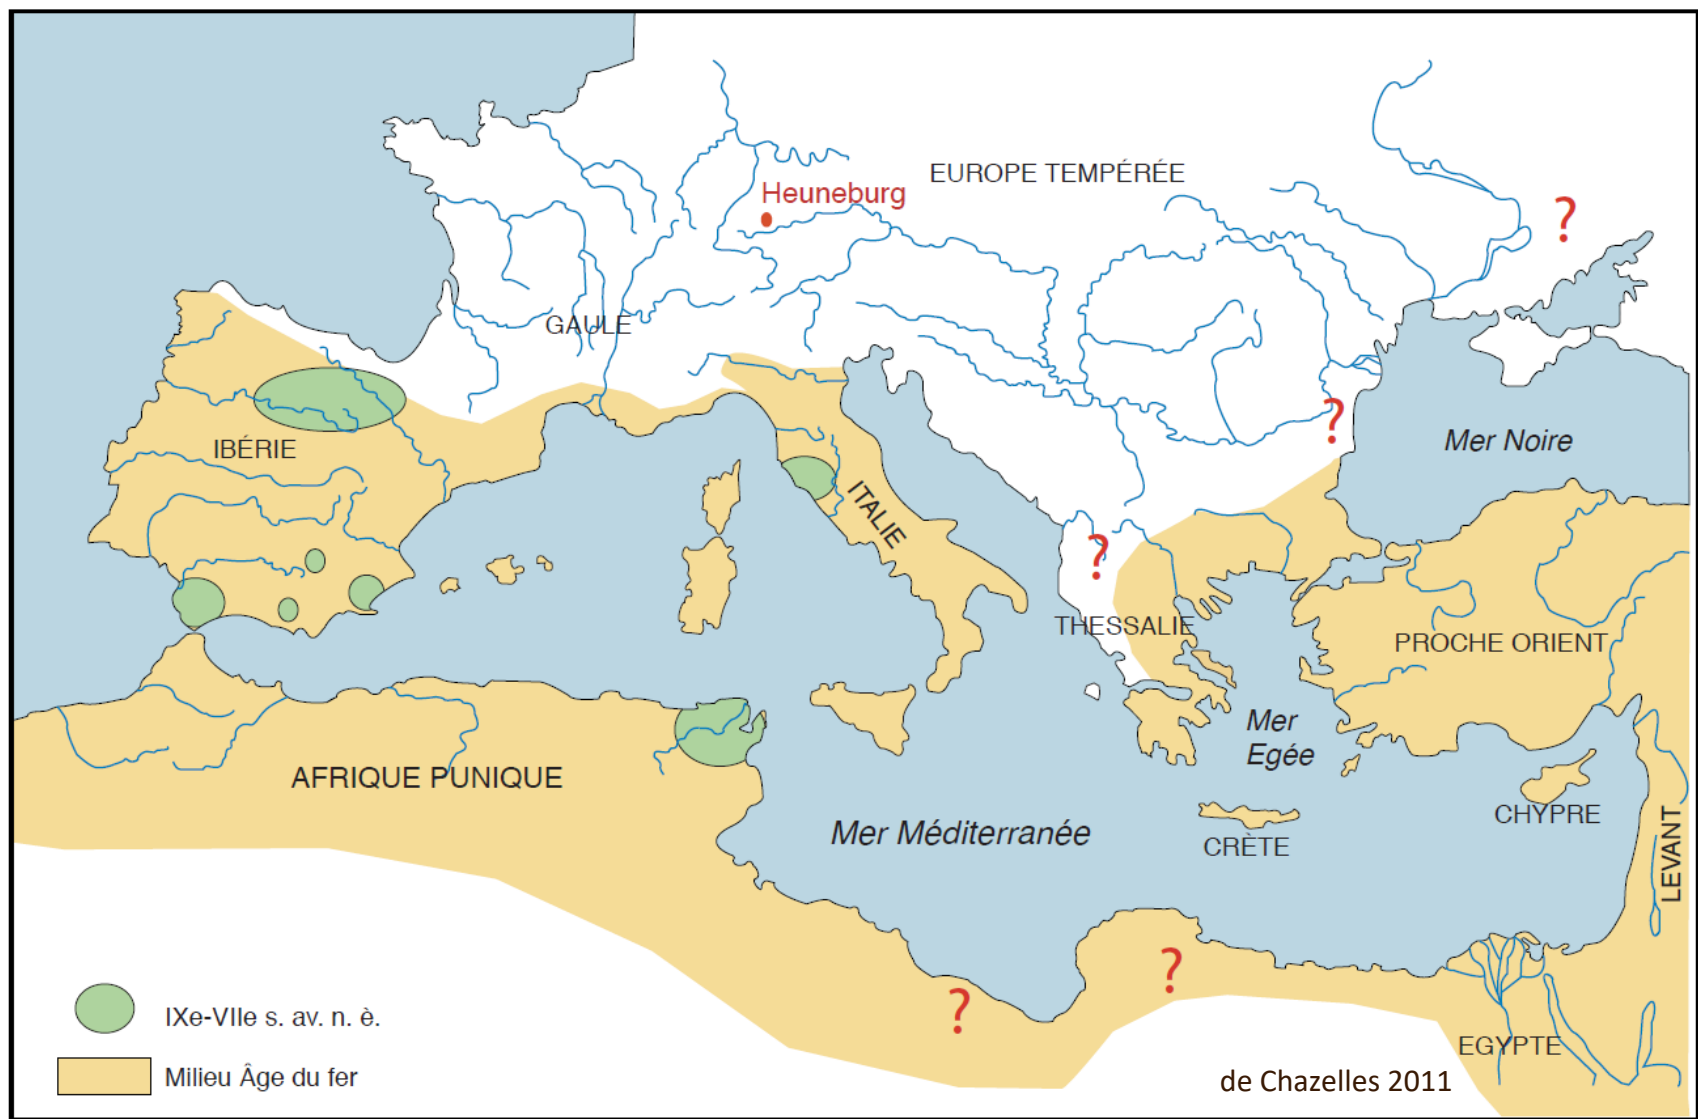 EUROPE TEMPÉRÉE
Heuneburg
?
GAULE
?
Mer Noire
IBÉRIE
ITALIE
?
THESSALIE
PROCHE ORIENT
Mer
Egée
AFRIQUE PUNIQUE
CHYPRE
Mer Méditerranée
CRÈTE
LEVANT
?
?
IXe-VIIe s. av. n. è.
EGYPTE
Milieu Âge du fer
de Chazelles 2011